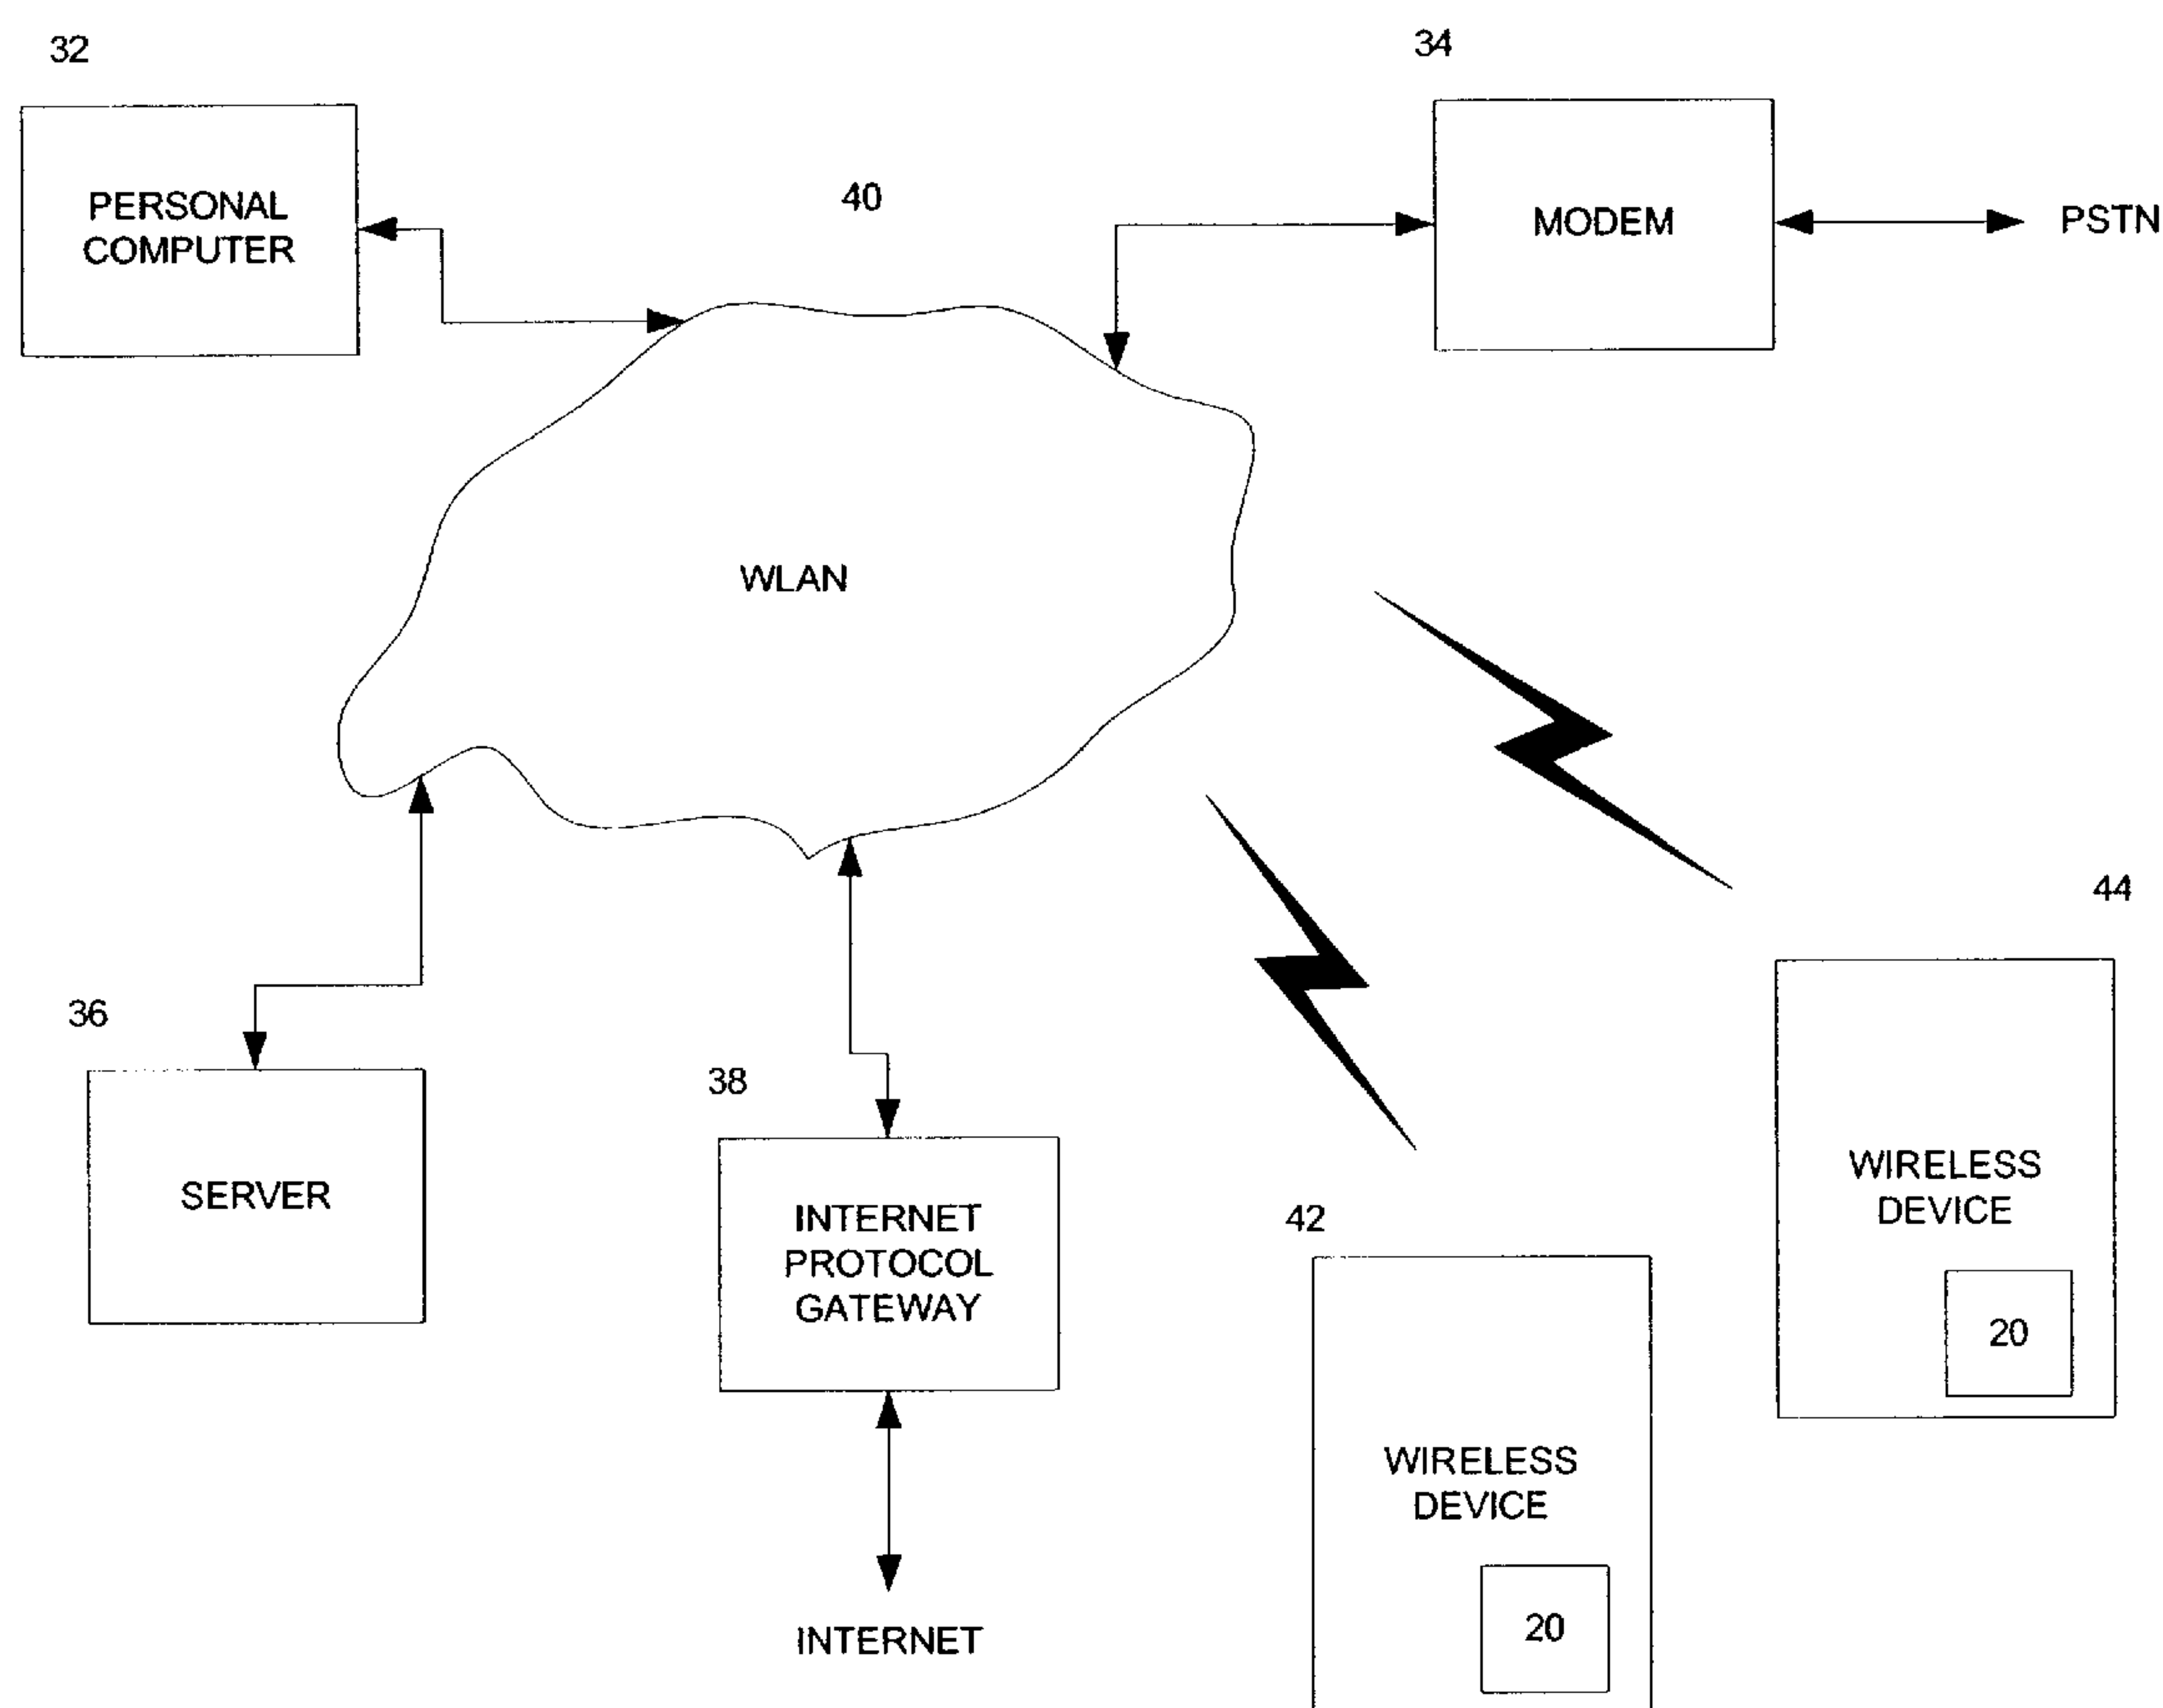 32
34
PERSONAL
COMPUTER
40
MODEM
PSTN
WLAN
44
36
38
SERVER
INTERNET
PROTOCOL
GATEWAY
42
WIRELESS
DEVICE
20
WIRELESS
DEVICE
20
INTERNET